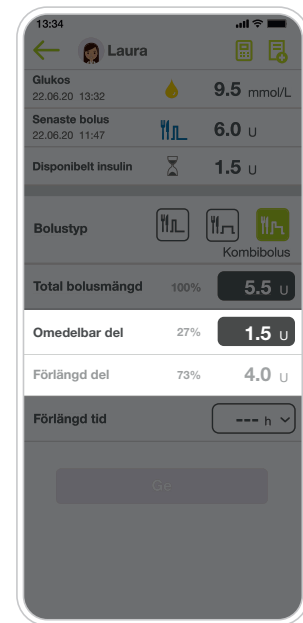 13:34
Laura
Glukos
22.06.20 13:32
9.5 mmol/L
Senaste bolus
22.06.20 11:47
6.0 U
Disponibelt insulin
1.5 U
Bolustyp
Kombibolus
Total bolusmängd 100% 5.5 U
Omedelbar del 27% 1.5 U
Förlängd del 73% 4.0 U
Förlängd tid --- h
Ge